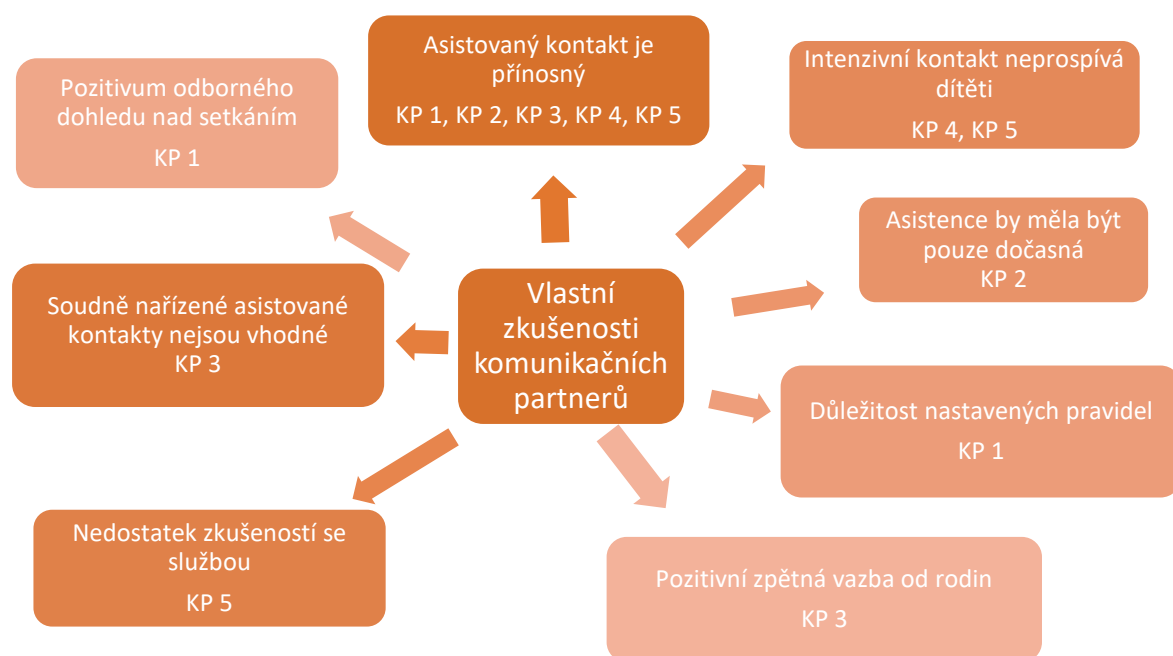 Asistovaný kontakt je
přínosný
KP 1, KP 2, KP 3, KP 4, KP 5
Intenzivní kontakt neprospívá
dítěti
KP 4, KP 5
Pozitivum odborného
dohledu nad setkáním
KP 1
Asistence by měla být
pouze dočasná
KP 2
Soudně nařízené asistované
kontakty nejsou vhodné
KP 3
Vlastní
zkušenosti
komunikačních
partnerů
Důležitost nastavených pravidel
KP 1
Nedostatek zkušeností se
službou
KP 5
Pozitivní zpětná vazba od rodin
KP 3